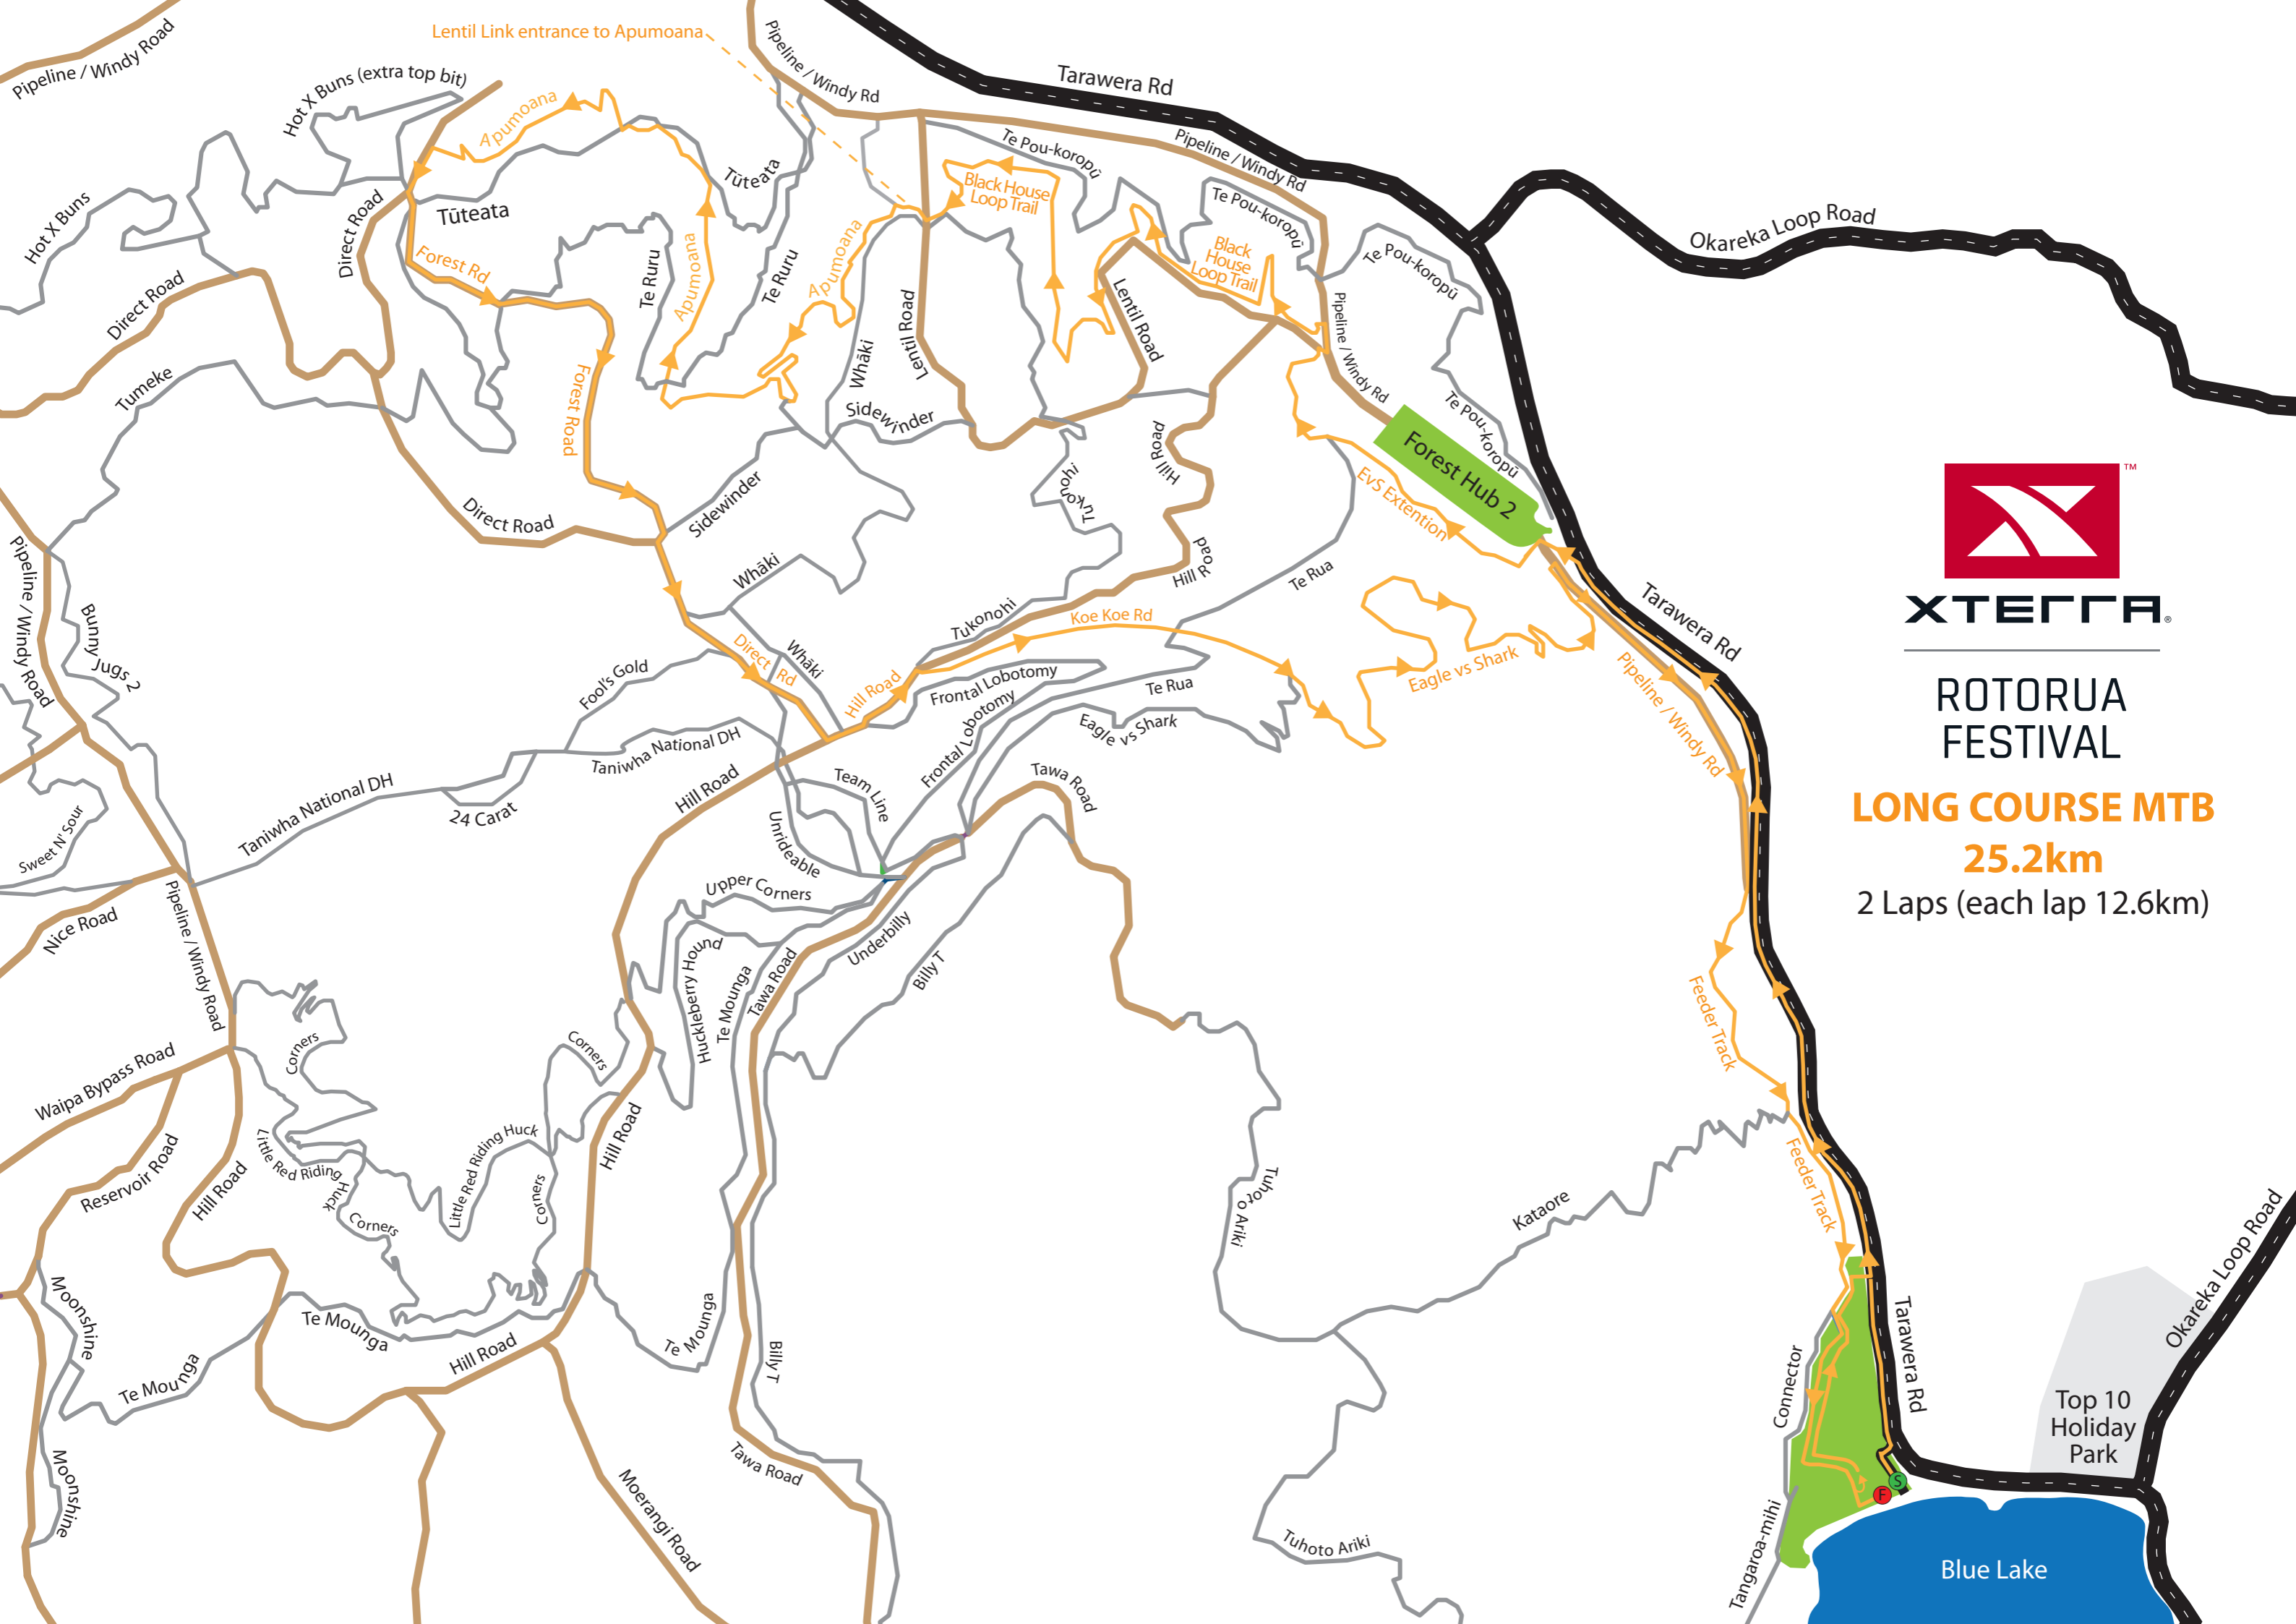 Lentil Link entrance to Apumoana
Pipeline / Windy Road
Hot X Buns (extra top bit)
Apumoana
Pipeline / Windy Rd
Tarawera Rd
Te Pou-koropū
Pipeline / Windy Rd
Tūteata
Black House
Loop Trail
Te Pou-koropū
Hot X Buns
Direct Road
Tūteata
Apumoana
Black
House
Loop Trail
Te Pou-koropū
Okareka Loop Road
Forest Rd
Te Ruru
Apumoana
Te Ruru
Direct Road
Lentil Road
Lentil Road
Pipeline / Windy Rd
Whāki
Tumeke
Forest Road
Sidewinder
Te Pou-koropū
Forest Hub 2
Hill Road
Tukonohi
EvS Extention
Direct Road
Sidewinder
™
XTERRA®
ROTORUA
FESTIVAL
LONG COURSE MTB
25.2km
2 Laps (each lap 12.6km)
Pipeline / Windy Road
Hill Road
Whāki
Te Rua
Bunny
Jugs 2
Tukonohi
Koe Koe Rd
Tarawera Rd
Direct Rd
Whāki
Fool's Gold
Hill Road
Frontal Lobotomy
Te Rua
Eagle vs Shark
Pipeline / Windy Rd
Frontal Lobotomy
Eagle vs Shark
Taniwha National DH
Hill Road
Team Line
Tawa Road
Taniwha National DH
24 Carat
Sweet N' Sour
Unrideable
Upper Corners
Nice Road
Pipeline / Windy Road
Underbilly
Huckleberry Hound
Te Mounga
Tawa Road
Billy T
Feeder Track
Corners
Corners
Waipa Bypass Road
Little Red Riding
Huck
Little Red Riding Huck
Hill Road
Reservoir Road
Hill Road
Corners
Corners
Tuhoto Ariki
Kataore
Feeder Track
Okareka Loop Road
Moonshine
Te Mounga
Te Mounga
Hill Road
Te Mounga
Billy T
Connector
Tarawera Rd
Top 10
Holiday
Park
Moonshine
Moerangi Road
Tawa Road
S
F
Tuhoto Ariki
Tangaroa-mihi
Blue Lake